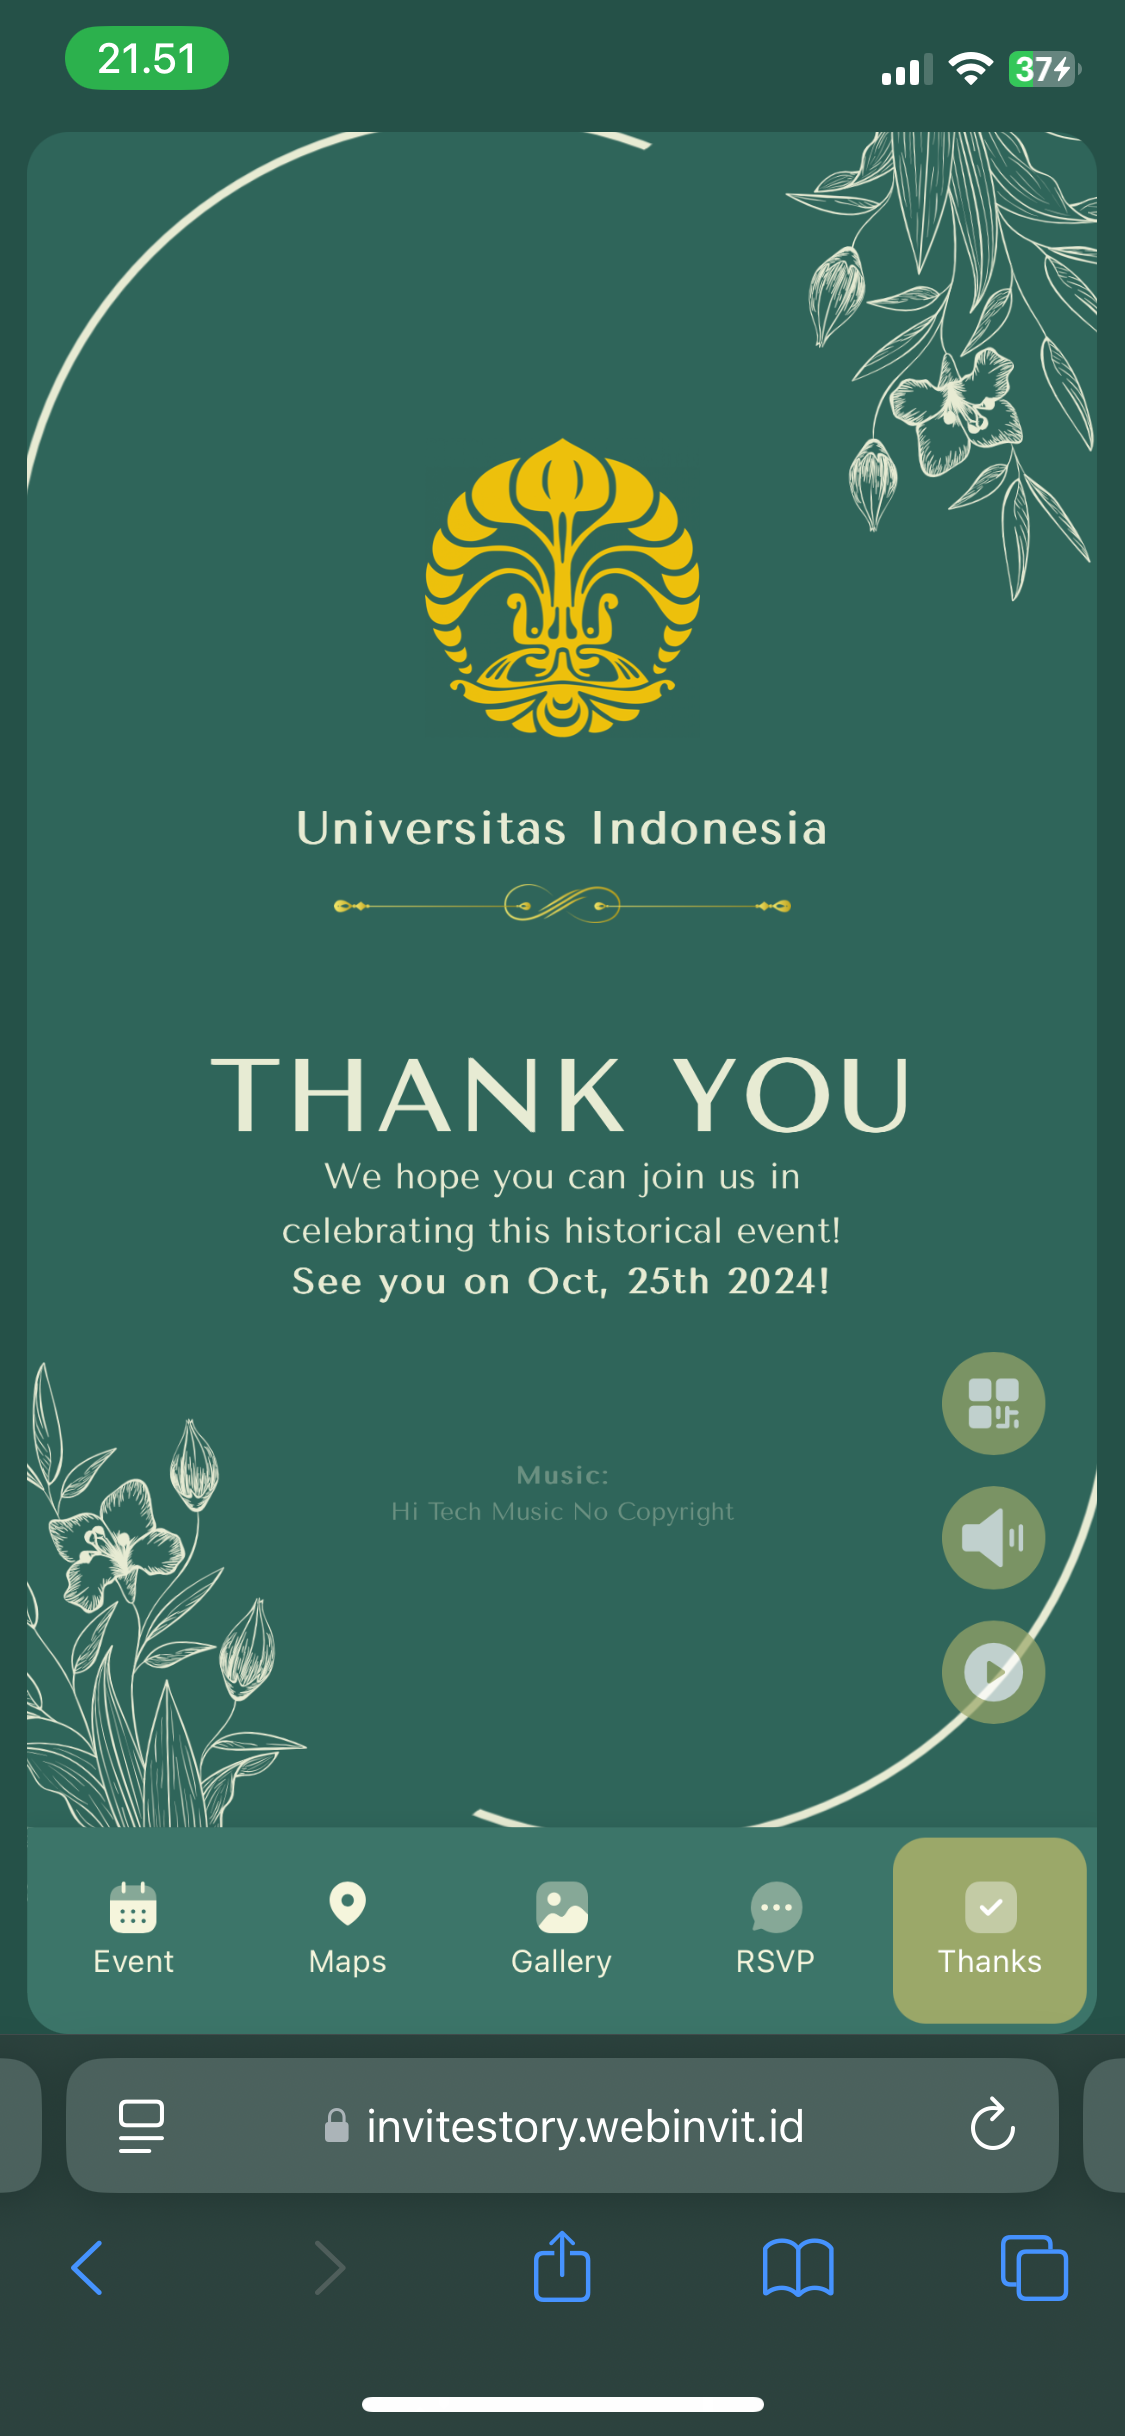 21.51
37
Universitas Indonesia
THANK YOU
We hope you can join us in
celebrating this historical event!
See you on Oct, 25th 2024!
Music:
Hi Tech Music No Copyright
Event
Maps
Gallery
RSVP
Thanks
invitestory.webinvit.id